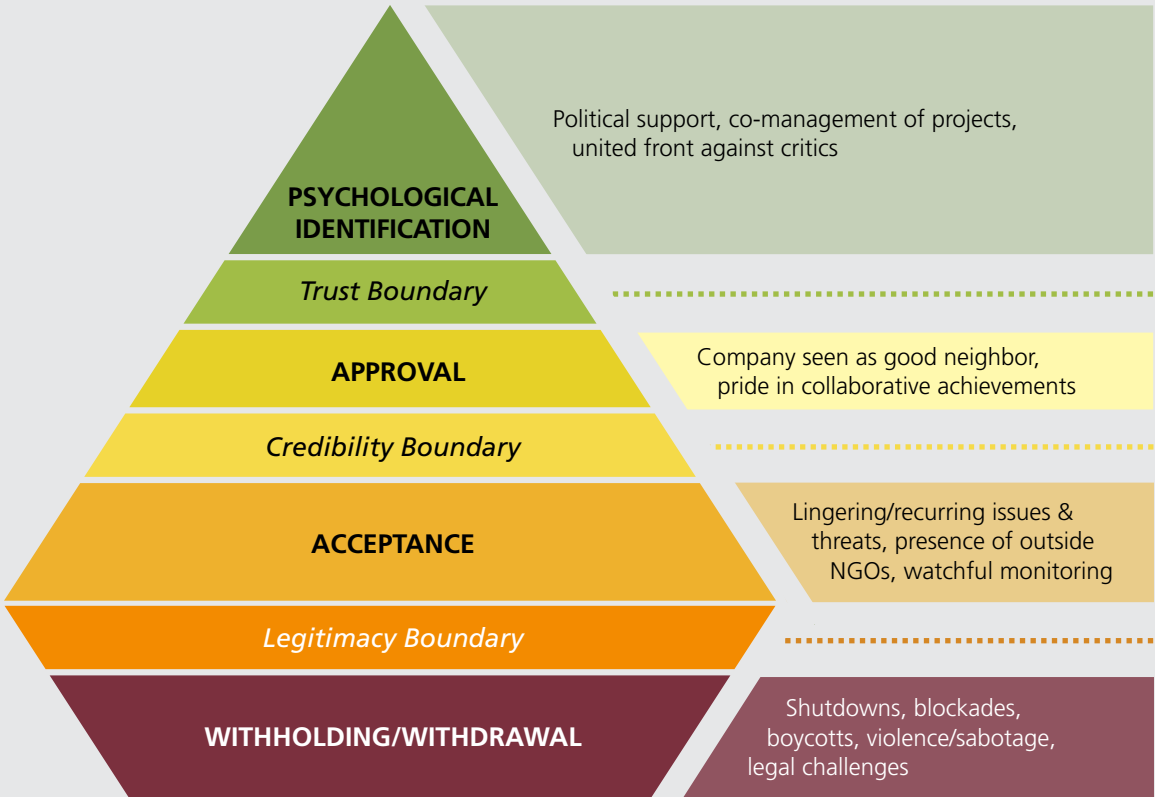 PSYCHOLOGICAL
IDENTIFICATION
Political support, co-management of projects,
united front against critics
Trust Boundary
APPROVAL
Company seen as good neighbor,
pride in collaborative achievements
Credibility Boundary
ACCEPTANCE
Lingering/recurring issues &
threats, presence of outside
NGOs, watchful monitoring
Legitimacy Boundary
WITHHOLDING/WITHDRAWAL
Shutdowns, blockades,
boycotts, violence/sabotage,
legal challenges